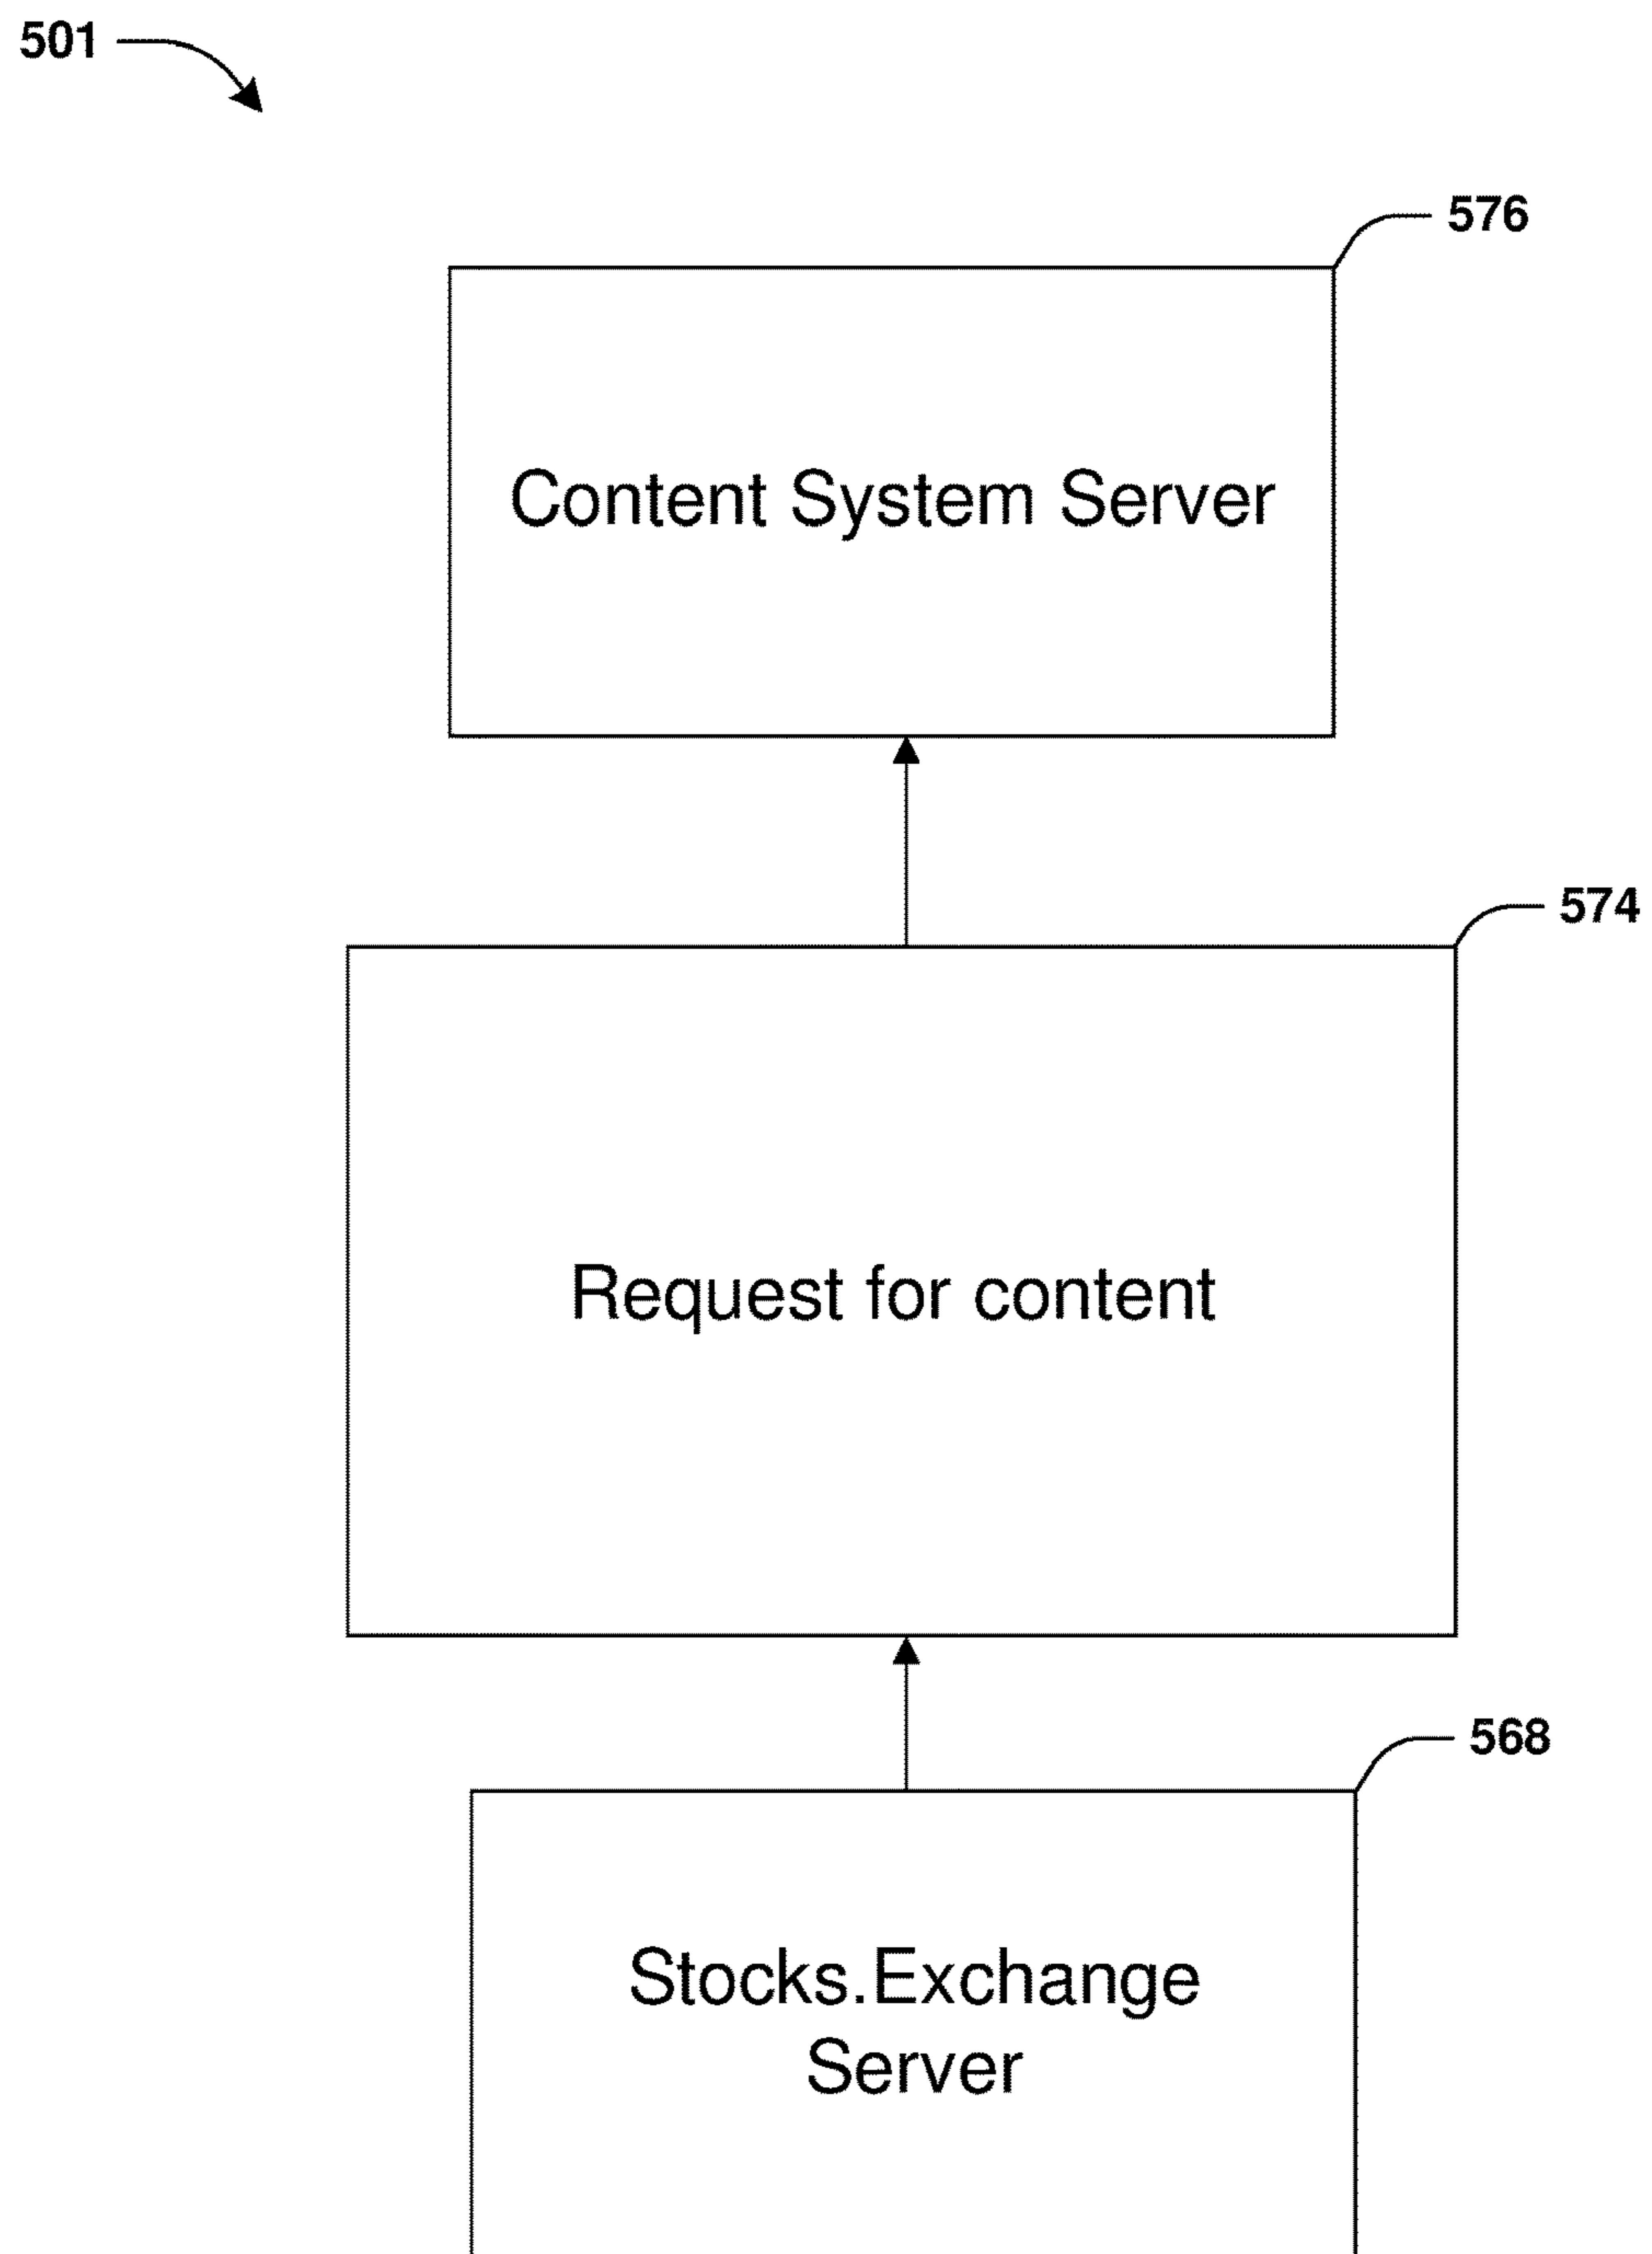 501
576
Content System Server
574
Request for content
568
Stocks.Exchange
Server